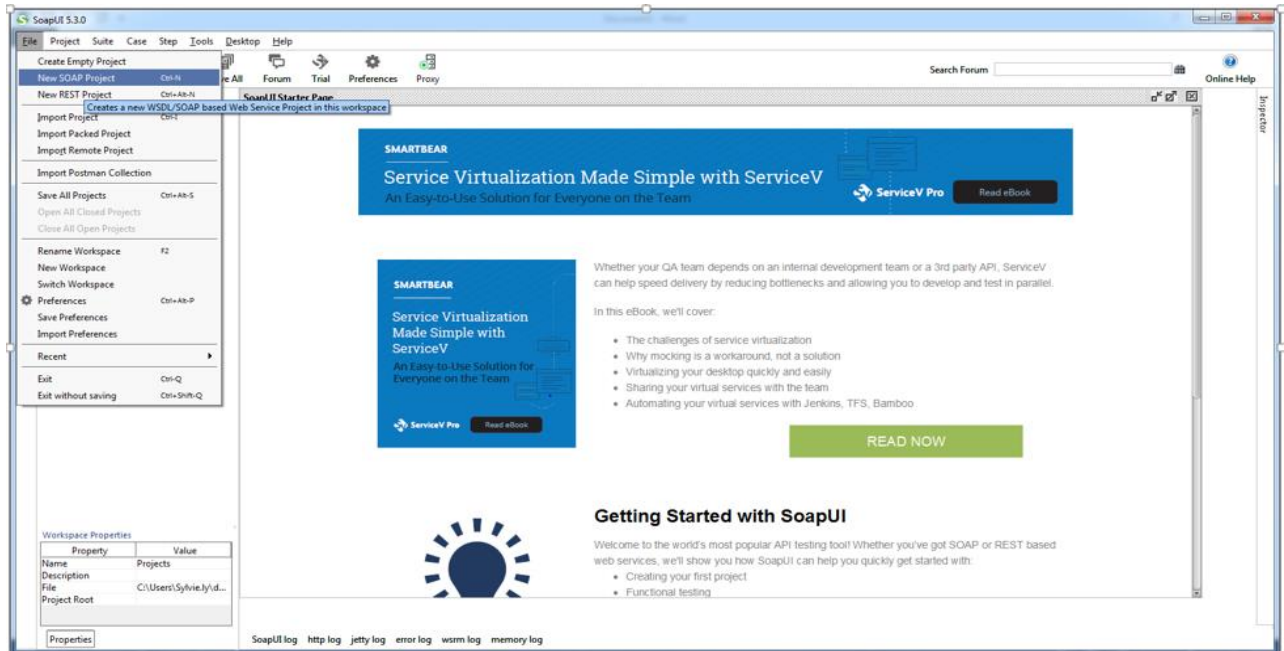 SoapUI 5.3.0
File Project Suite Case Step Tools Desktop Help
Create Empty Project
New SOAP Project Ctrl-N
New REST Project Ctrl+Alt-N
Creates a new WSDL/SOAP based Web Service Project in this workspace
Import Project Ctrl-I
Import Packed Project
Import Remote Project
Import Postman Collection
Save All Projects Ctrl+Alt-S
Open All Closed Projects
Close All Open Projects
Rename Workspace F2
New Workspace
Switch Workspace
Preferences Ctrl+Alt-P
Save Preferences
Import Preferences
Recent
Exit Ctrl-Q
Exit without saving Ctrl+Shift-Q
All Forum Trial Preferences Proxy
Search Forum
Online Help
SoapUI Starter Page
Inspector
SMARTBEAR
Service Virtualization Made Simple with ServiceV
An Easy-to-Use Solution for Everyone on the Team
ServiceV Pro Read eBook
SMARTBEAR
Service Virtualization
Made Simple with
ServiceV
An Easy-to-Use Solution for
Everyone on the Team
ServiceV Pro Read eBook
Whether your QA team depends on an internal development team or a 3rd party API, ServiceV
can help speed delivery by reducing bottlenecks and allowing you to develop and test in parallel.
In this eBook, we'll cover:
The challenges of service virtualization
Why mocking is a workaround, not a solution
Virtualizing your desktop quickly and easily
Sharing your virtual services with the team
Automating your virtual services with Jenkins, TFS, Bamboo
READ NOW
Getting Started with SoapUI
Welcome to the world's most popular API testing tool! Whether you've got SOAP or REST based
web services, we'll show you how SoapUI can help you quickly get started with:
Creating your first project
Functional testing
Workspace Properties
Property Value
Name Projects
Description
File C:\Users\Sylvie.ly\d...
Project Root
Properties
SoapUI log http log jetty log error log wsrm log memory log